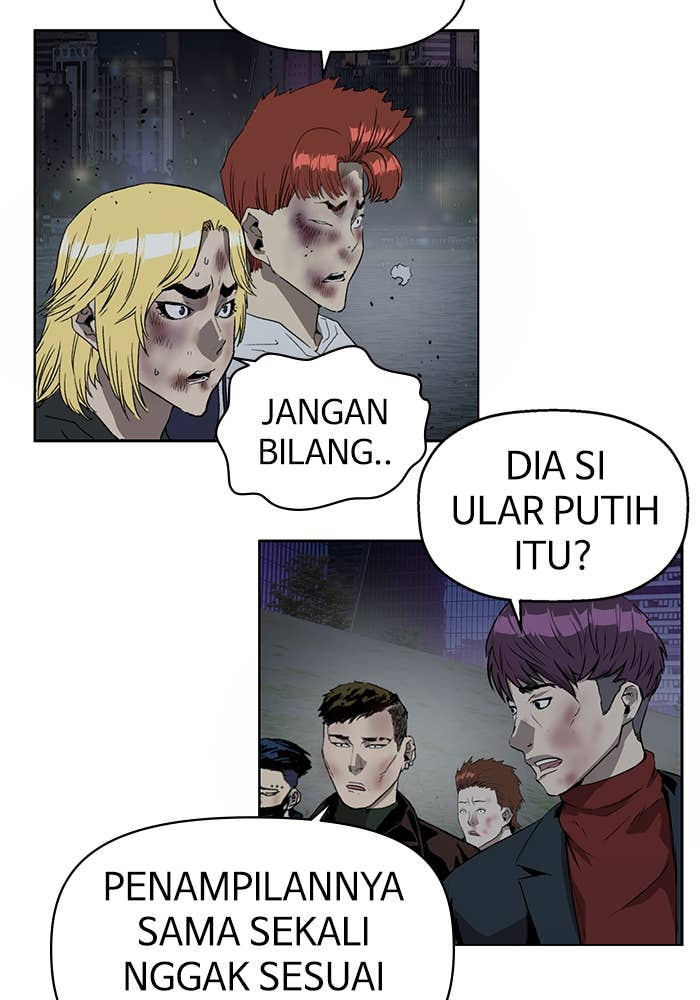 JANGAN
BILANG..
DIA SI
ULAR PUTIH
ITU?
PENAMPILANNYA
SAMA SEKALI
NGGAK SESUAI